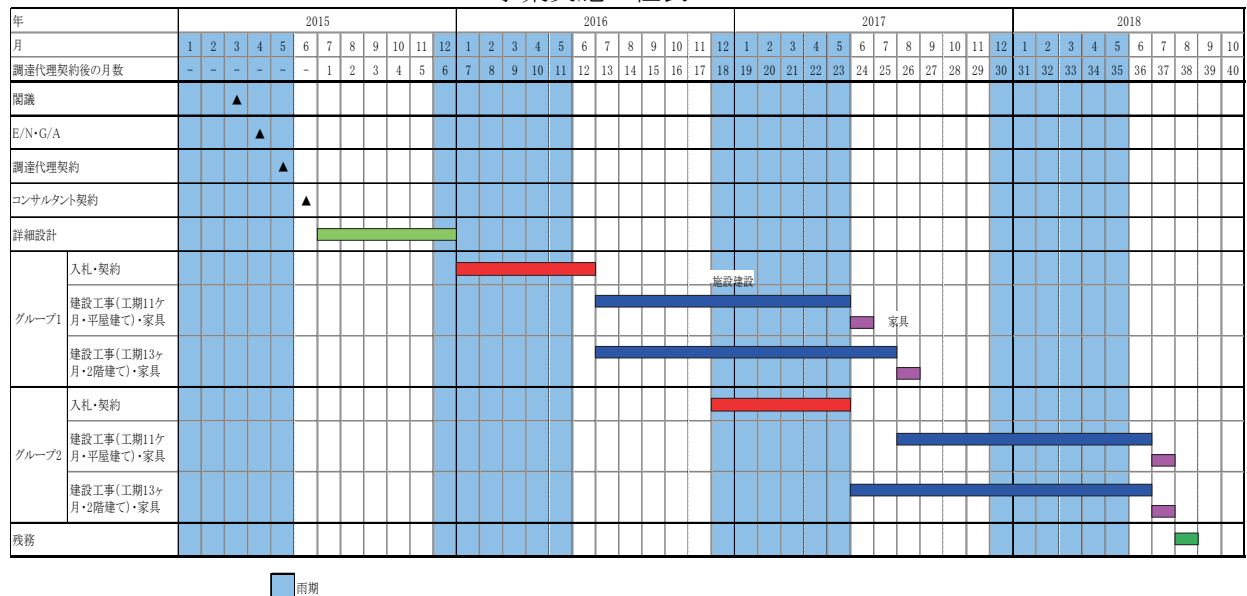 年 2015 2016 2017 2018
月 1 2 3 4 5 6 7 8 9 10 11 12 1 2 3 4 5 6 7 8 9 10 11 12 1 2 3 4 5 6 7 8 9 10 11 12 1 2 3 4 5 6 7 8 9 10
調達代理契約後の月数 - - - - - - 1 2 3 4 5 6 7 8 9 10 11 12 13 14 15 16 17 18 19 20 21 22 23 24 25 26 27 28 29 30 31 32 33 34 35 36 37 38 39 40
閣議 ▲
E/N・G/A ▲
調達代理契約 ▲
コンサルタント契約 ▲
詳細設計
グループ1
入札・契約
施設建設
建設工事(工期11ケ
月・平屋建て)・家具
家具
建設工事(工期13ヶ
月・2階建て)・家具
グループ2
入札・契約
建設工事(工期11ケ
月・平屋建て)・家具
建設工事(工期13ヶ
月・2階建て)・家具
残務
雨期